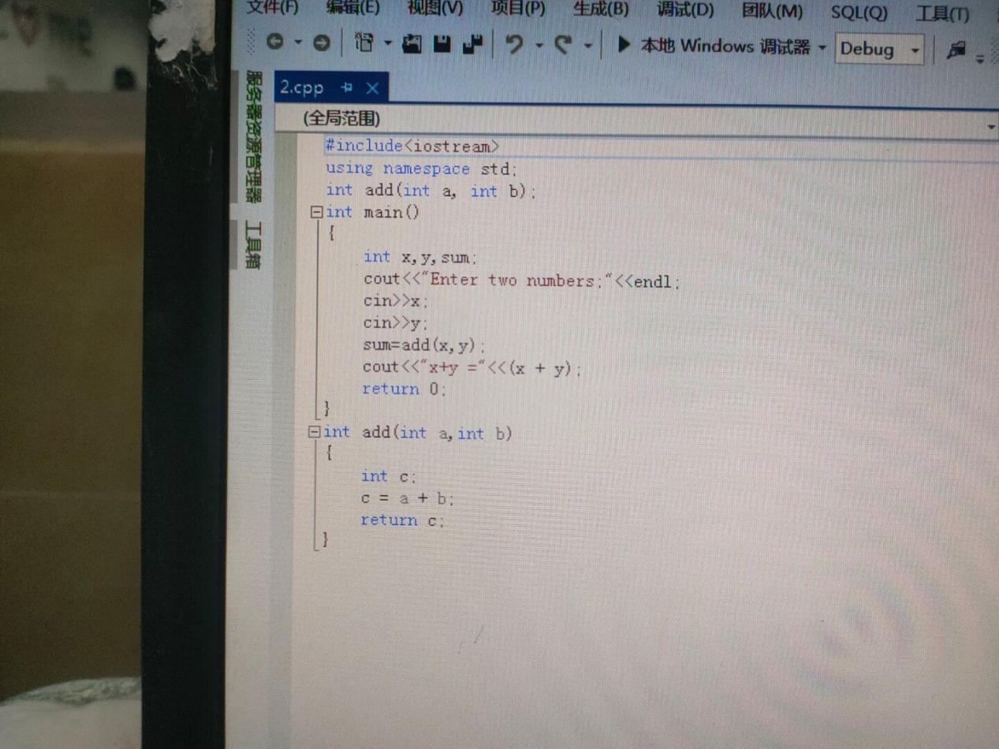 文件(F) 编辑(E) 视图(V) 项目(P) 生成(B) 调试(D) 团队(M) SQL(Q) 工具(T)
本地 Windows 调试器 Debug
服务器资源管理器
工具箱
2.cpp
(全局范围)
#include<iostream>
using namespace std;
int add(int a, int b);
int main()
{
int x,y,sum;
cout<<"Enter two numbers:"<<endl;
cin>>x;
cin>>y;
sum=add(x,y);
cout<<"x+y ="<<(x + y);
return 0;
}
int add(int a,int b)
{
int c;
c = a + b;
return c;
}